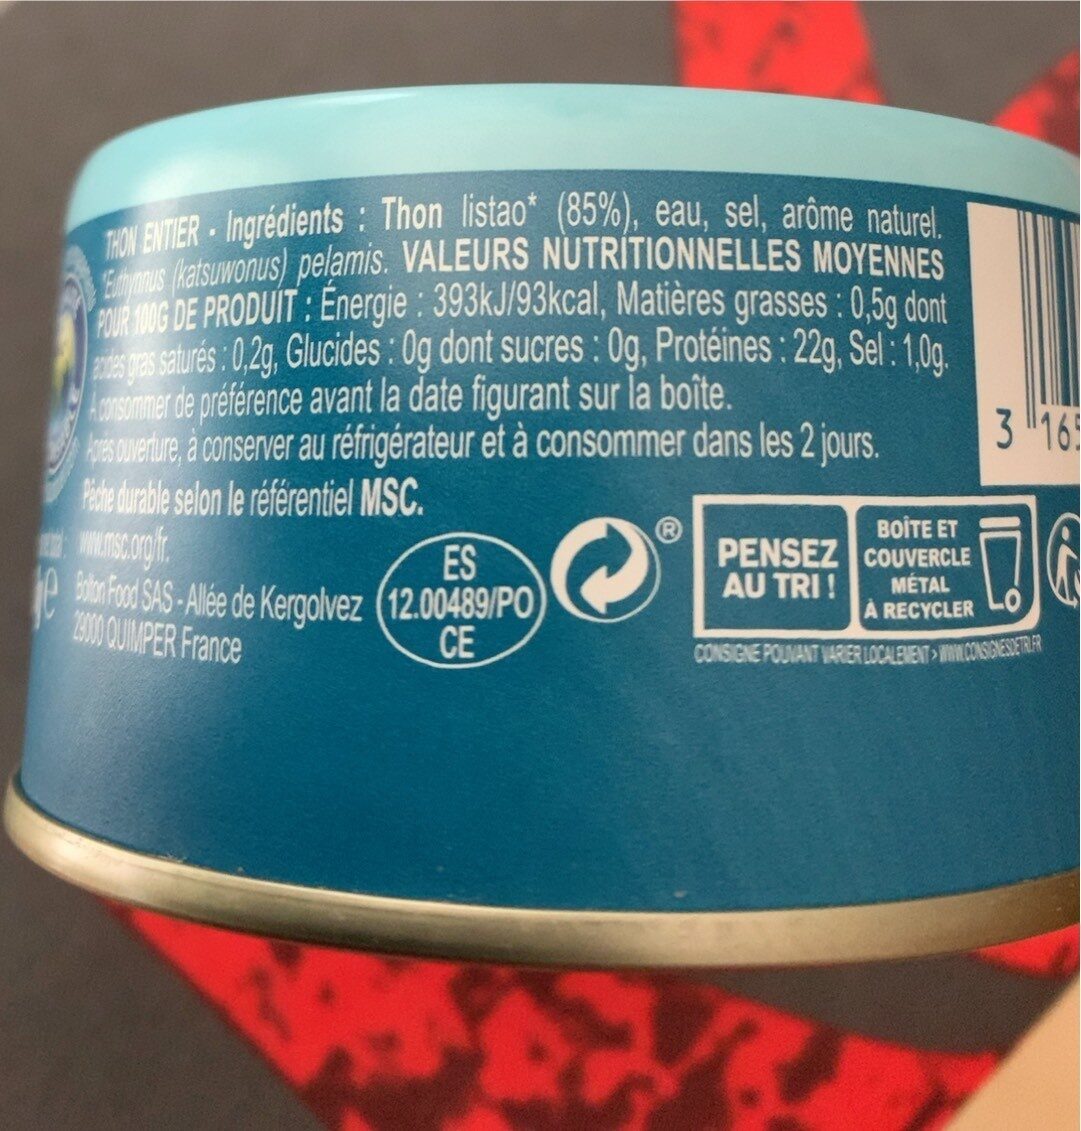 THON ENTIER - Ingrédients : Thon listao* (85%), eau, sel, arôme naturel.
*Euthynnus (katsuwonus) pelamis. VALEURS NUTRITIONNELLES MOYENNES
POUR 100G DE PRODUIT : Énergie : 393kJ/93kcal, Matières grasses : 0,5g dont
acides gras saturés : 0,2g, Glucides : 0g dont sucres : 0g, Protéines : 22g, Sel : 1,0g.
À consommer de préférence avant la date figurant sur la boîte.
Après ouverture, à conserver au réfrigérateur et à consommer dans les 2 jours.
Pêche durable selon le référentiel MSC.
www.msc.org/fr.
Bolton Food SAS - Allée de Kergolvez
29000 QUIMPER France
ES
12.00489/PO
CE
®
PENSEZ
AU TRI !
BOÎTE ET
COUVERCLE
MÉTAL
À RECYCLER
CONSIGNE POUVANT VARIER LOCALEMENT > WWW.CONSIGNESDETRI.FR
3 165